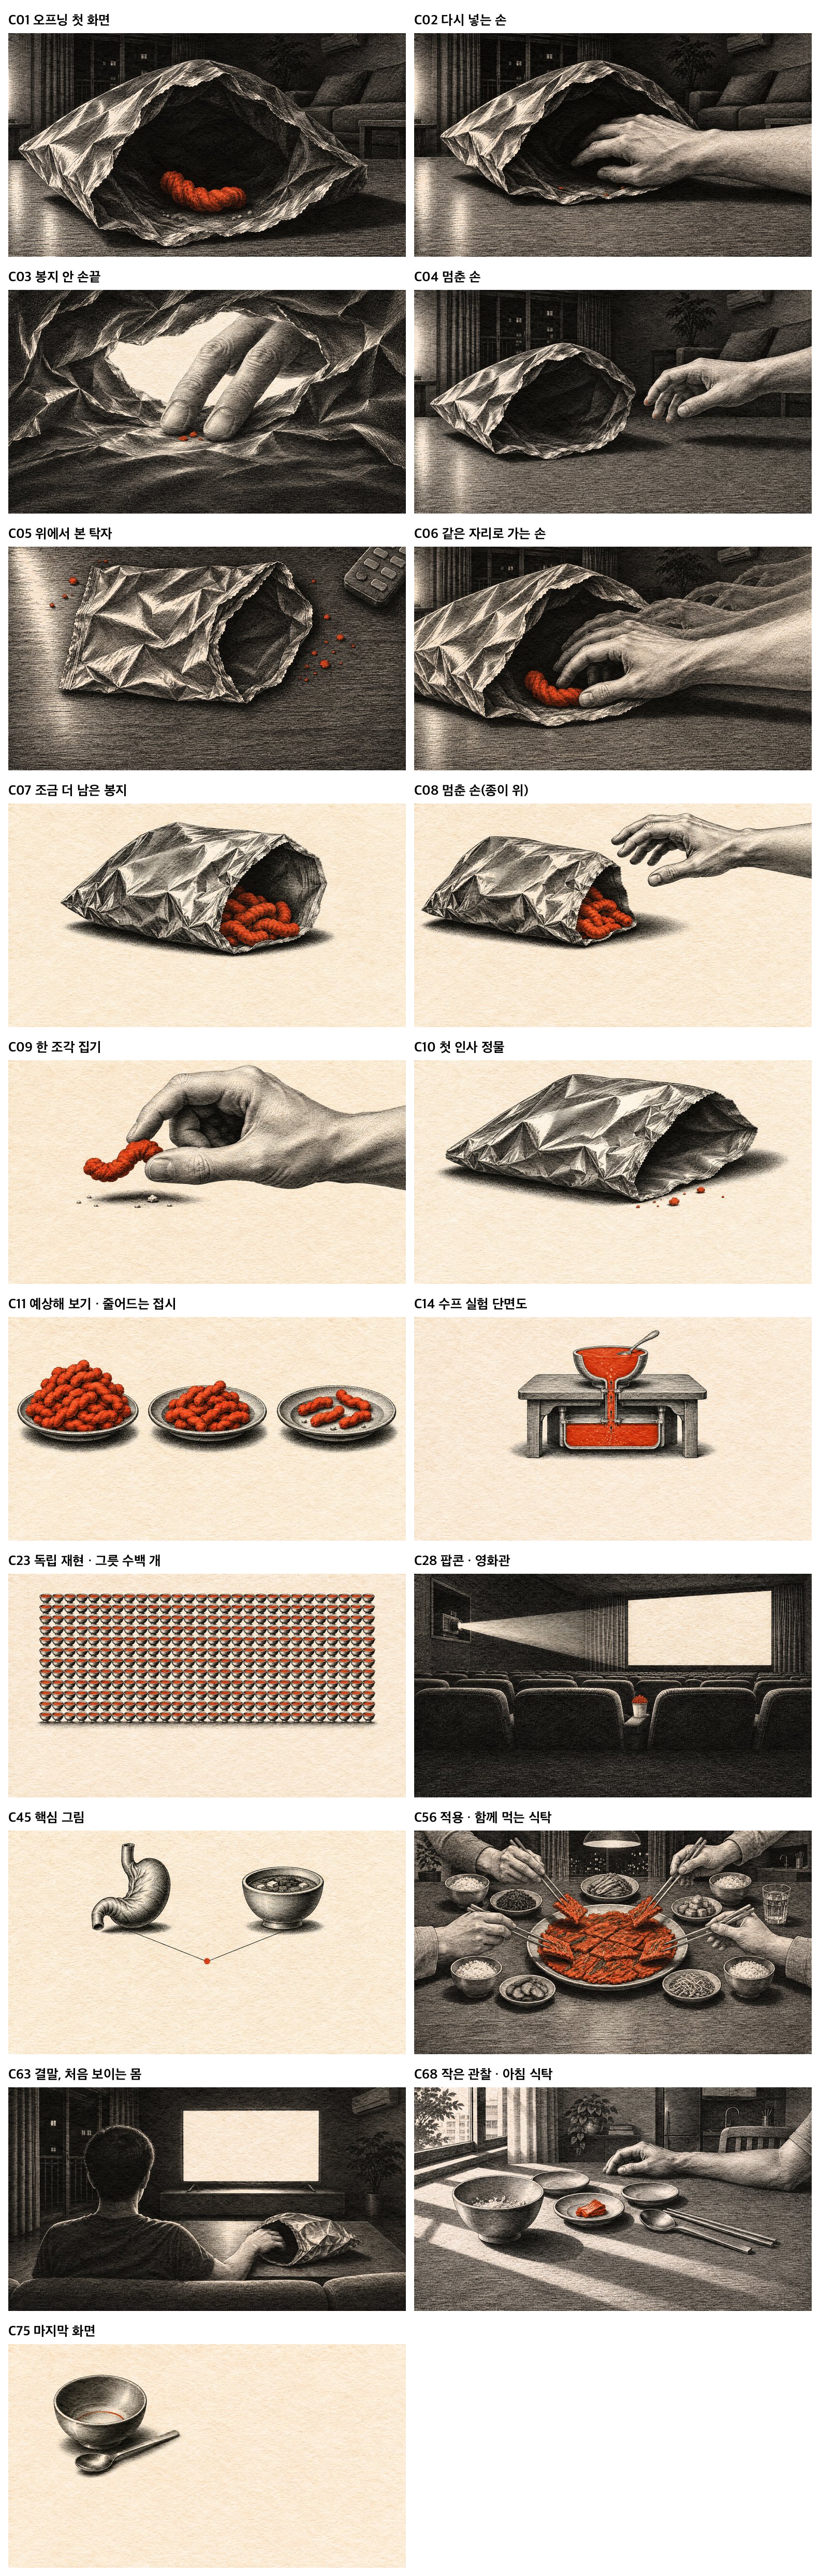 C01 오프닝 첫 화면
C02 다시 넣는 손
C03 봉지 안 손끝
C04 멈춘 손
C05 위에서 본 탁자
C06 같은 자리로 가는 손
C07 조금 더 남은 봉지
C08 멈춘 손(종이 위)
C09 한 조각 집기
C10 첫 인사 정물
C11 예상해 보기 · 줄어드는 접시
C14 수프 실험 단면도
C23 독립 재현 · 그릇 수백 개
C28 팝콘 · 영화관
C45 핵심 그림
C56 적용 · 함께 먹는 식탁
C63 결말, 처음 보이는 몸
C68 작은 관찰 · 아침 식탁
C75 마지막 화면